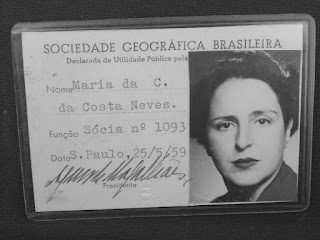 SOCIEDADE GEOGRÁFICA BRASILEIRA
Declarada de Utilidade Pública pela
Nome Maria da C.
da Costa Neves.
Função Sócia nº 1093
Data S.Paulo, 25/5/59
Presidente